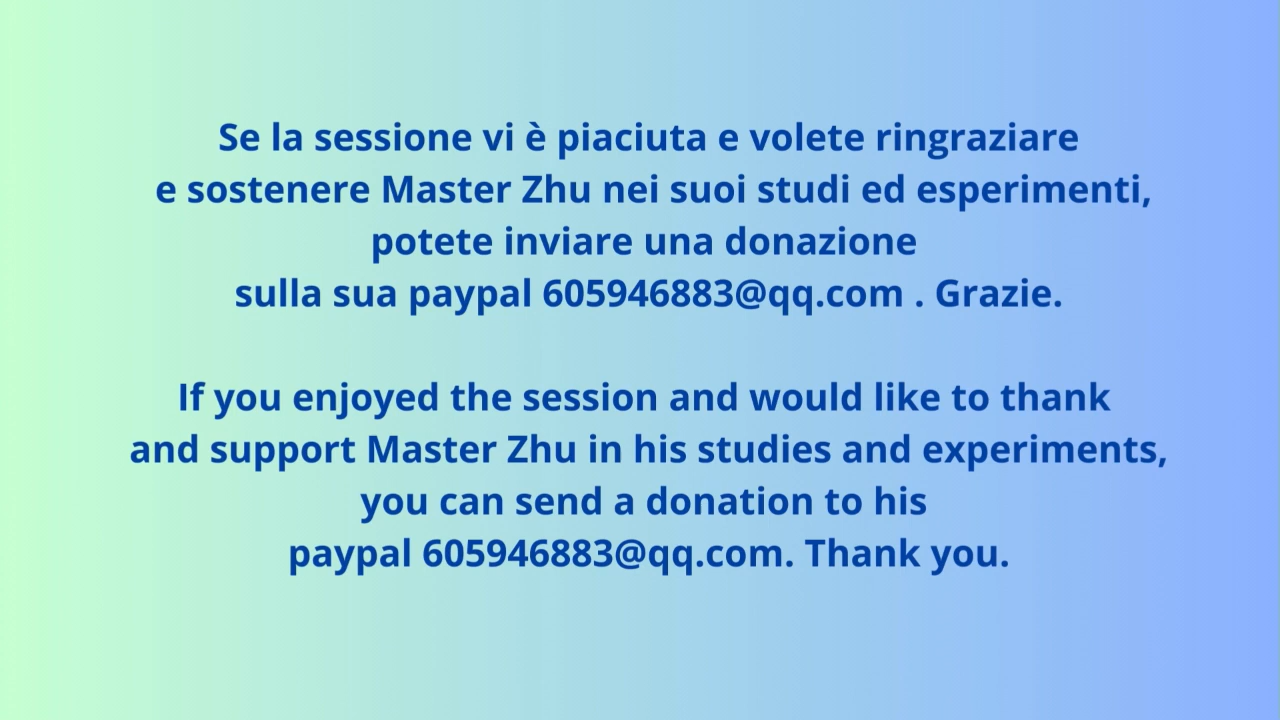 Se la sessione vi è piaciuta e volete ringraziare
e sostenere Master Zhu nei suoi studi ed esperimenti,
potete inviare una donazione
sulla sua paypal 605946883@qq.com . Grazie.
If you enjoyed the session and would like to thank
and support Master Zhu in his studies and experiments,
you can send a donation to his
paypal 605946883@qq.com. Thank you.